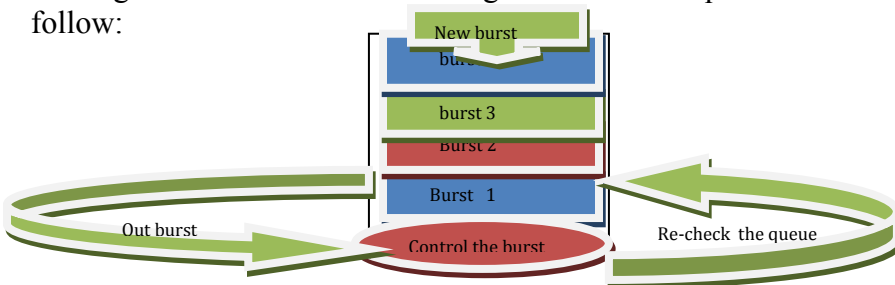 follow:
New burst
burst 3
Burst 2
Burst 1
Out burst
Control the burst
Re-check the queue